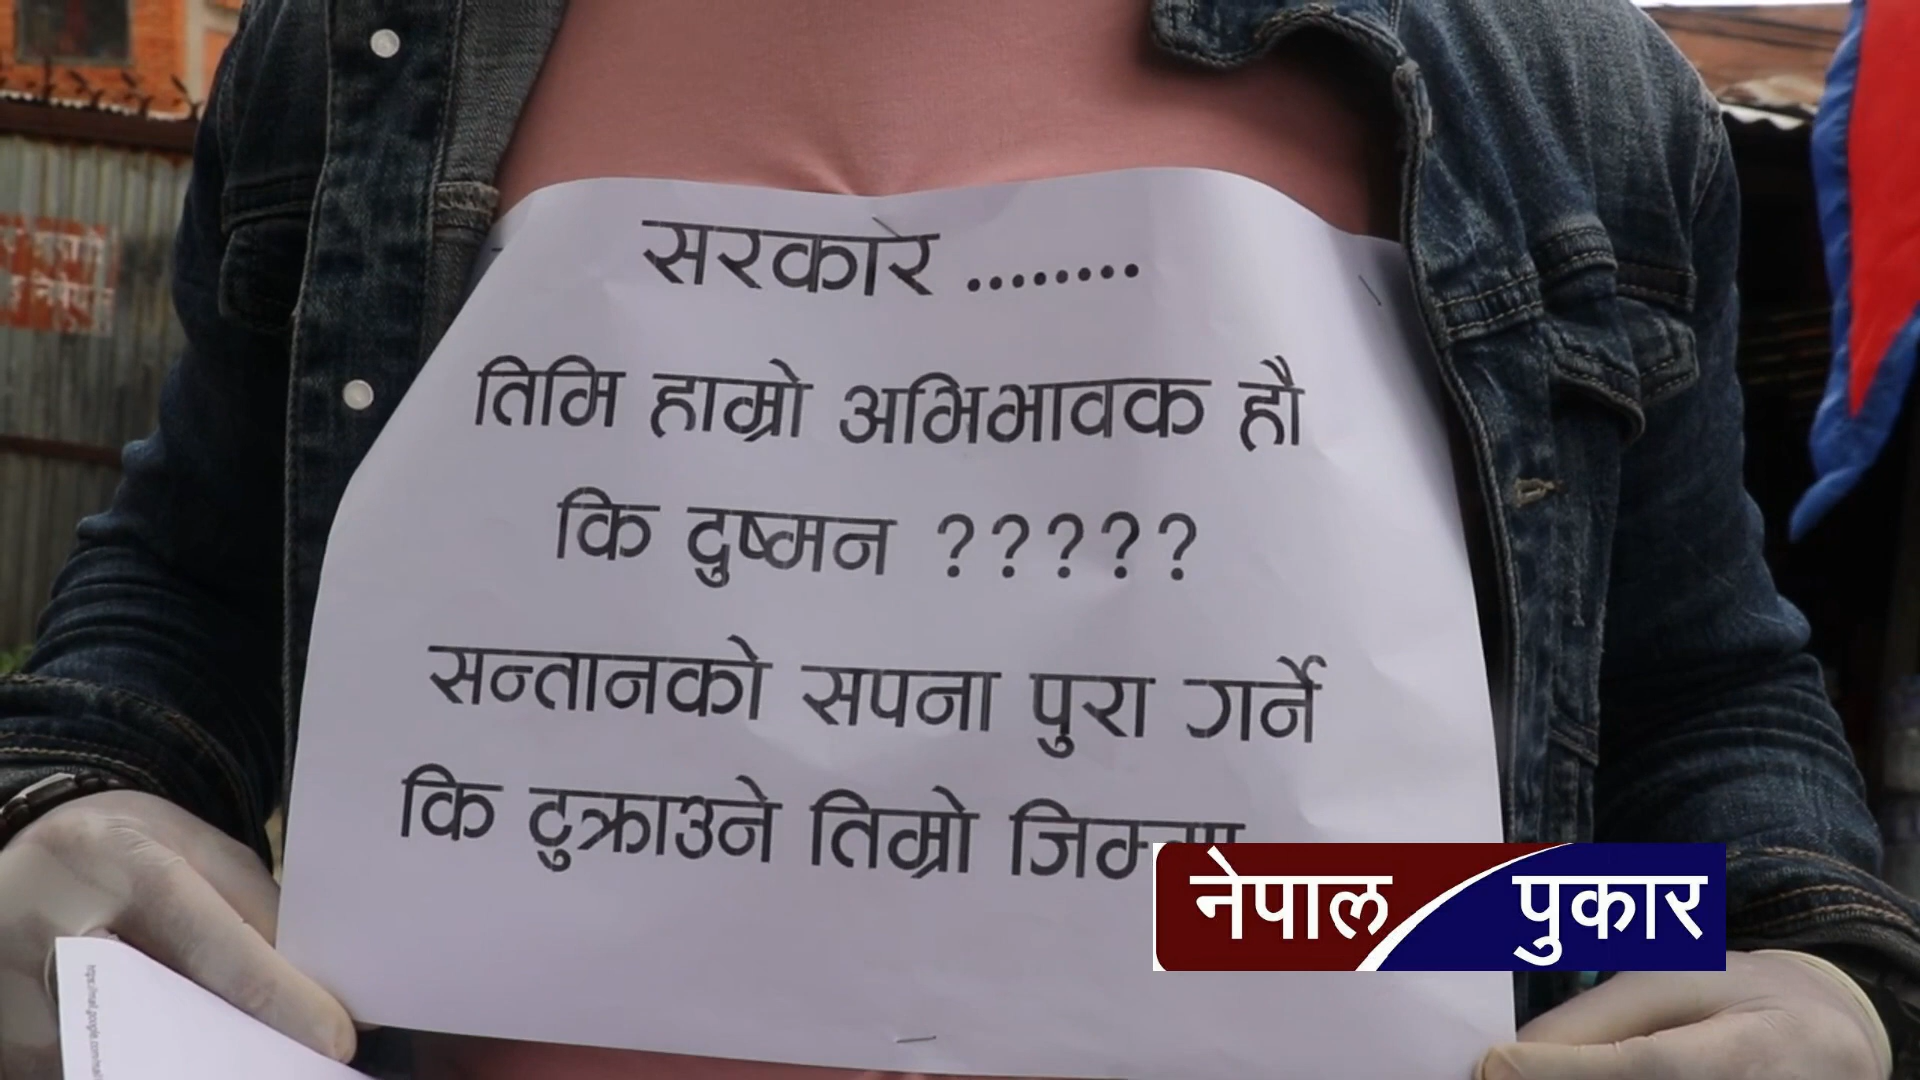 सरकार ........
तिमि हाम्रो अभिभावक हौ
कि दुष्मन ?????
सन्तानको सपना पुरा गर्ने
कि टुक्राउने तिम्रो
नेपाल पुकार